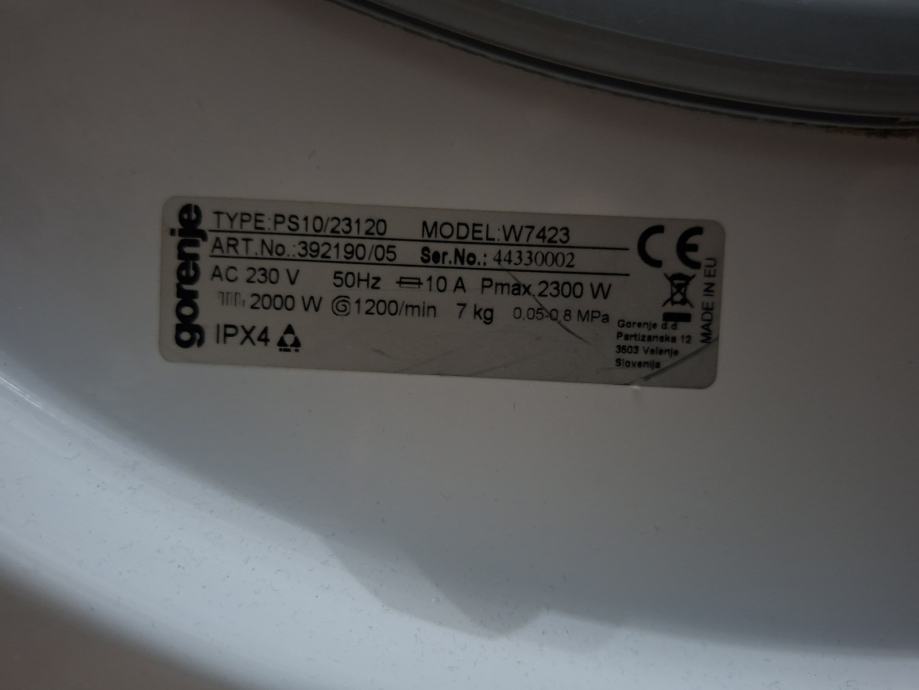 gorenje
TYPE:PS10/23120 MODEL:W7423
ART.No.:392190/05 Ser.No.: 44330002
AC 230 V 50Hz 10 A Pmax.2300 W
2000 W 1200/min 7 kg 0,05-0,8 MPa
IPX4
Gorenje d.d.
Partizanska 12
3503 Velenje
Slovenija
CE
MADE IN EU